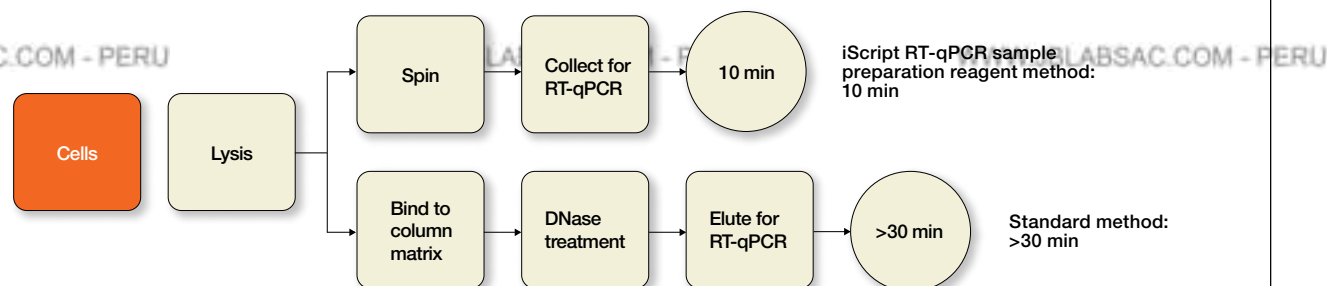 C.COM - PERU
Cells
Lysis
Spin
Collect for
RT-qPCR
10 min
iScript RT-qPCR sample
preparation reagent method:
10 min
LABSAC.COM - PERU
Bind to
column
matrix
DNase
treatment
Elute for
RT-qPCR
>30 min
Standard method:
>30 min